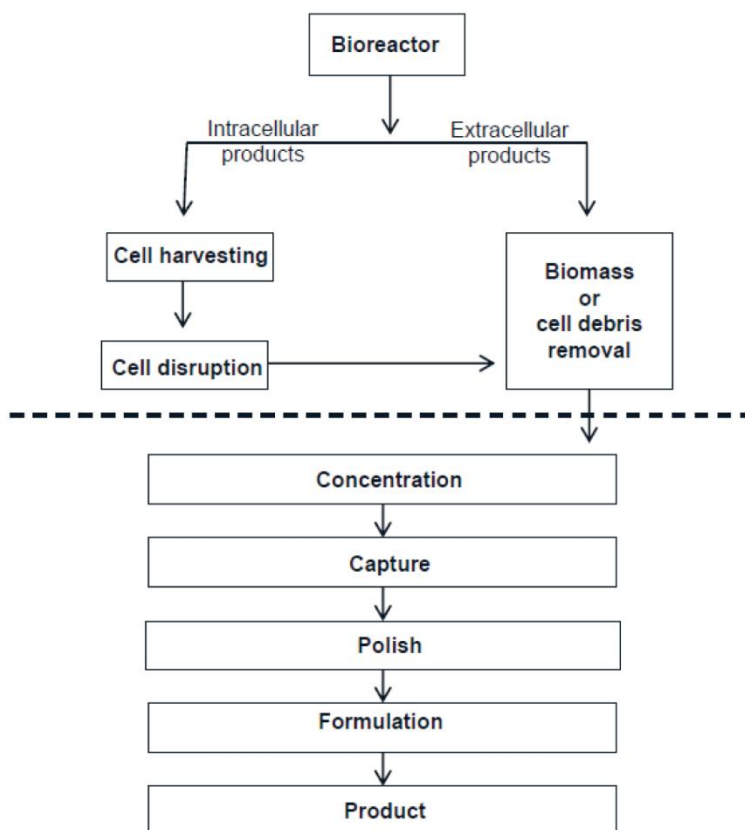 Bioreactor
Intracellular
products
Extracellular
products
Cell harvesting
Biomass
or
cell debris
removal
Cell disruption
Concentration
Capture
Polish
Formulation
Product